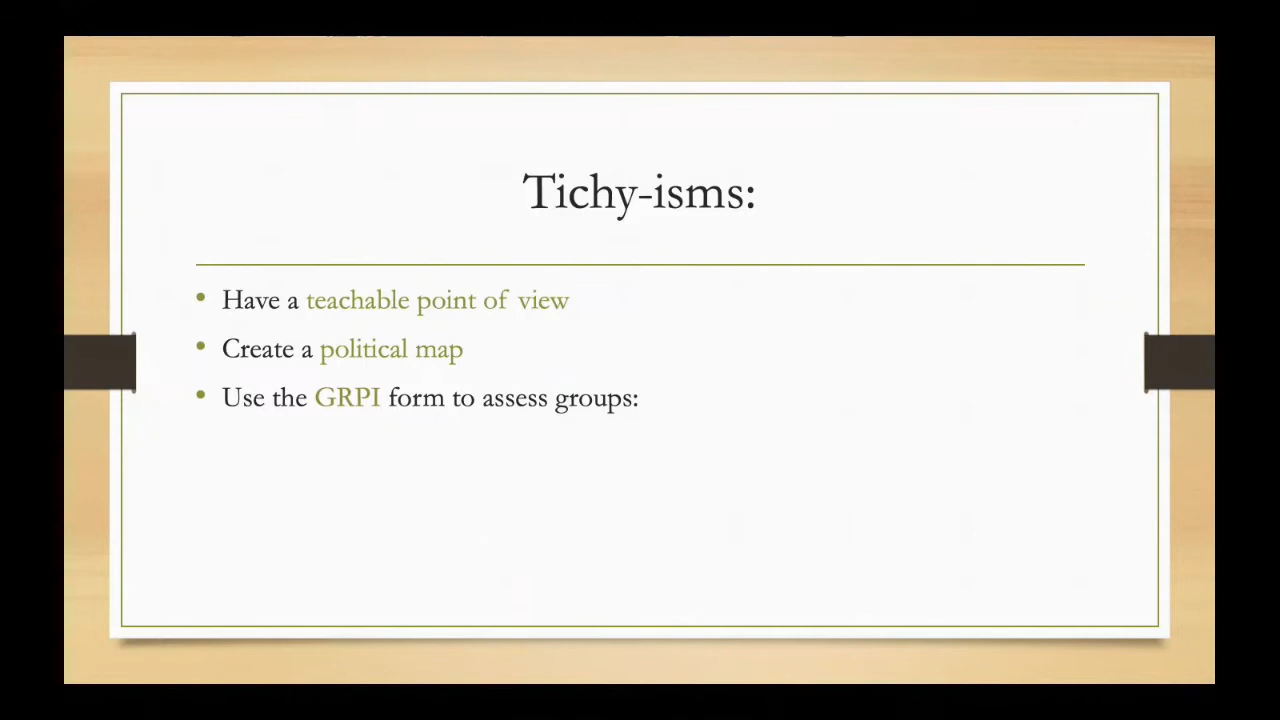 Tichy-isms:
• Have a teachable point of view
• Create a political map
• Use the GRPI form to assess groups: